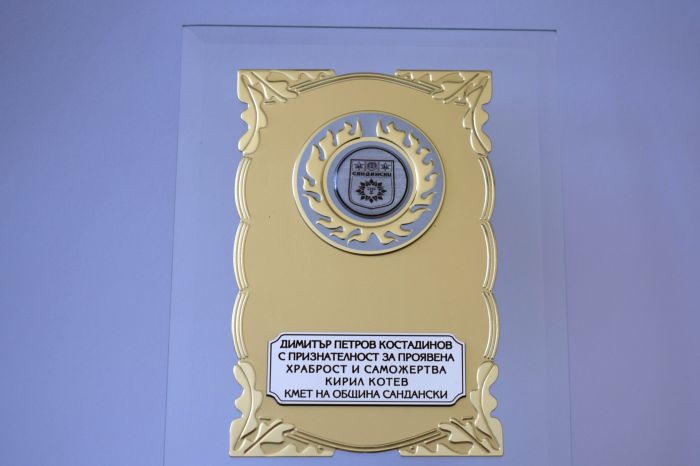 САНДАНСКИ
ДИМИТЪР ПЕТРОВ КОСТАДИНОВ
С ПРИЗНАТЕЛНОСТ ЗА ПРОЯВЕНА
ХРАБРОСТ И САМОЖЕРТВА
КИРИЛ КОТЕВ
КМЕТ НА ОБЩИНА САНДАНСКИ